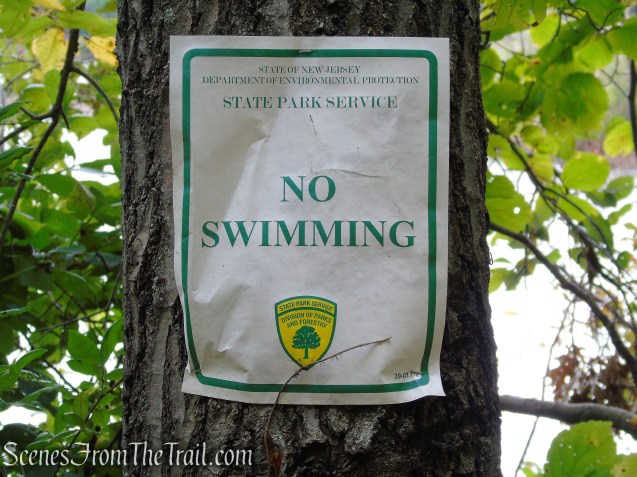 STATE OF NEW JERSEY
DEPARTMENT OF ENVIRONMENTAL PROTECTION
STATE PARK SERVICE
NO
SWIMMING
STATE PARK SERVICE
DIVISION OF PARKS
AND FORESTRY
ScenesFromTheTrail.com